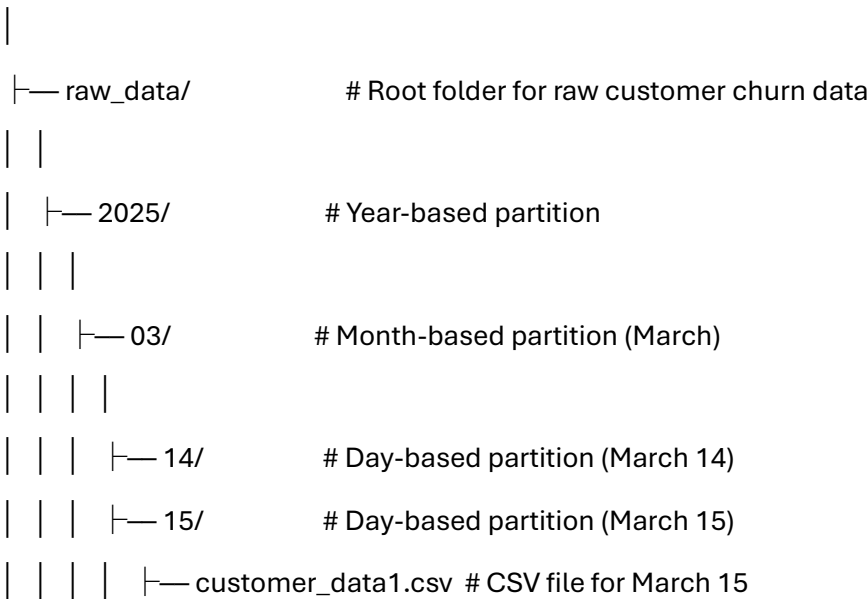 │
├── raw_data/ # Root folder for raw customer churn data
│ │
│ ├── 2025/ # Year-based partition
│ │ │
│ │ ├── 03/ # Month-based partition (March)
│ │ │ │
│ │ │ ├── 14/ # Day-based partition (March 14)
│ │ │ ├── 15/ # Day-based partition (March 15)
│ │ │ │ ├── customer_data1.csv # CSV file for March 15